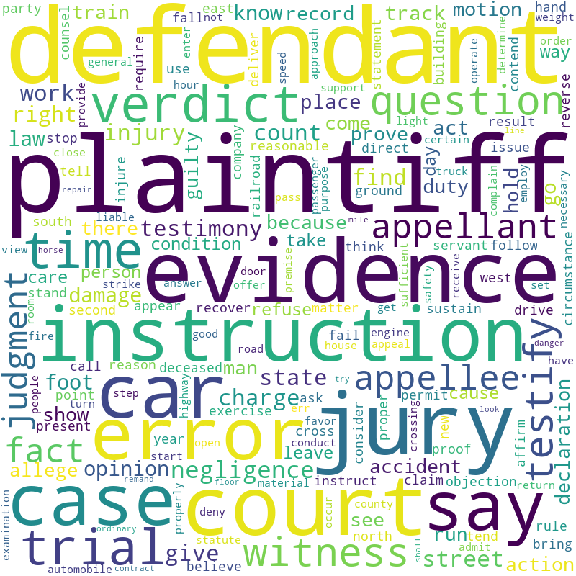 party train east know record motion hand
counsel fallnot track building way weight
defendant
general enter deliver speed approach statement support operate determine contend order
work require provide verdict place question reverse
right hour use come light certain line result
law stop injury count prove act issue
close tell injure guilty company reasonable direct day truck
plaintiff
repair railroad passenger purpose find ground duty hold employ complain go necessary
south liable there because appellant
time testimony take pass mile servant follow
view horse condition door think sufficient safety receive west set circumstance
care person strike answer offer premise evidence
stand damage appear recover matter get sustain drive
judgment room fire second good refuse fail engine
instruction
road house appeal danger have
call reason deceased man state appellee testify
people foot point turn step highway charge ask try permit cause look
show car exercise err favor consider proper crossing new proof affirm declaration
fact present year start open cross conduct jury
allege opinion error negligence leave accident claim objection return
examination remand floor material instruct
case properly deny occur court county see say admit rule
trial ordinary give statute north witness run tend shall bring
automobile contract believe street action